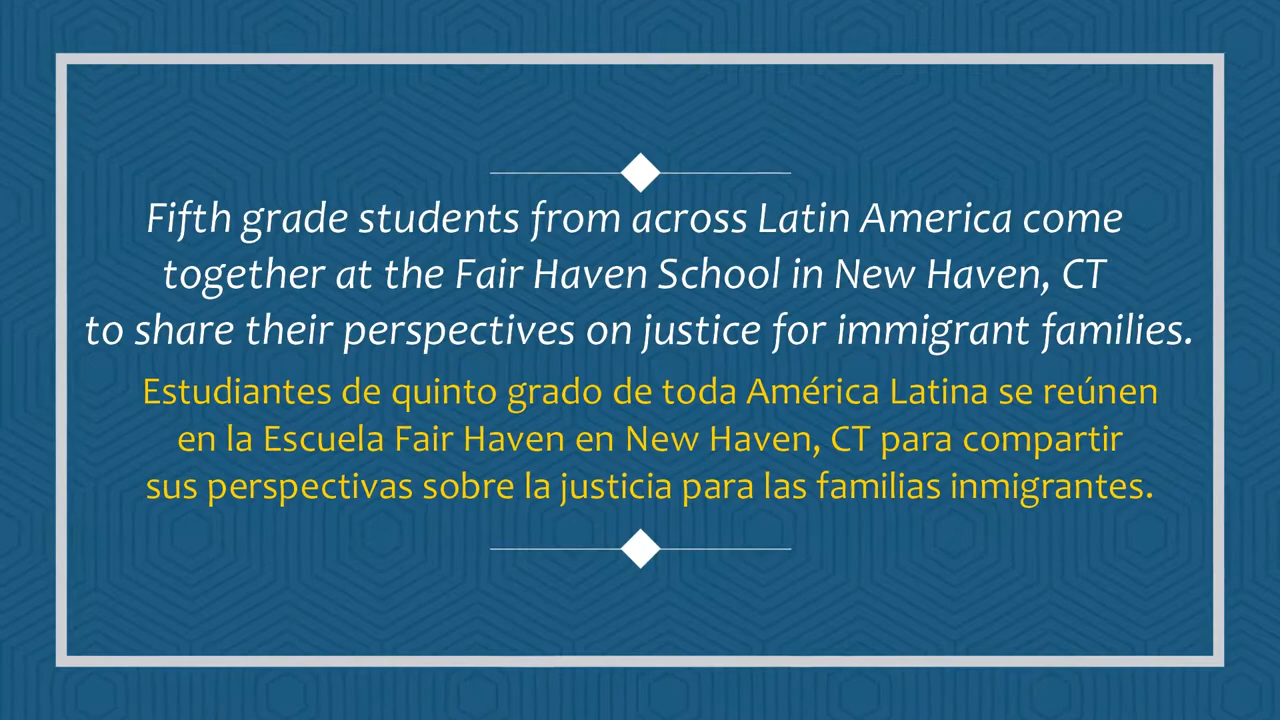 Fifth grade students from across Latin America come
together at the Fair Haven School in New Haven, CT
to share their perspectives on justice for immigrant families.
Estudiantes de quinto grado de toda América Latina se reúnen
en la Escuela Fair Haven en New Haven, CT para compartir
sus perspectivas sobre la justicia para las familias inmigrantes.